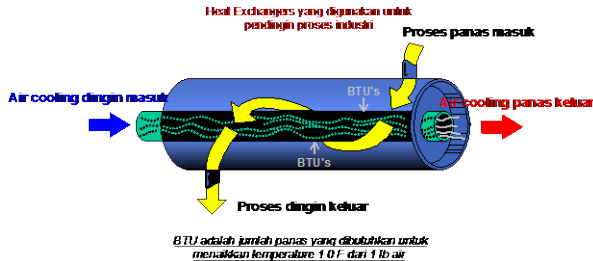 Heat Exchangers yang digunakan untuk
pendingin proses industri
Proses panas masuk
BTU's
Air cooling dingin masuk
Air cooling panas keluar
BTU's
Proses dingin keluar
BTU adalah jumlah panas yang dibutuhkan untuk
menaikkan temperature 1 0 F dari 1 lb air